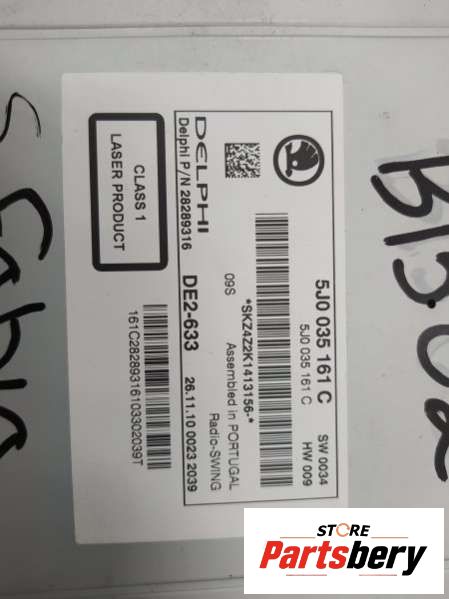 5J0 035 161 C SW 0034
5J0 035 161 C HW 009
*SKZ4Z2K1413156-*
09S Assembled in PORTUGAL
Radio-SWING
DELPHI
Delphi P/N 28289316 DE2-633 26.11.10 0023 2039
CLASS 1
LASER PRODUCT
161C28289316103302039T
Fabia
STORE
Partsbery